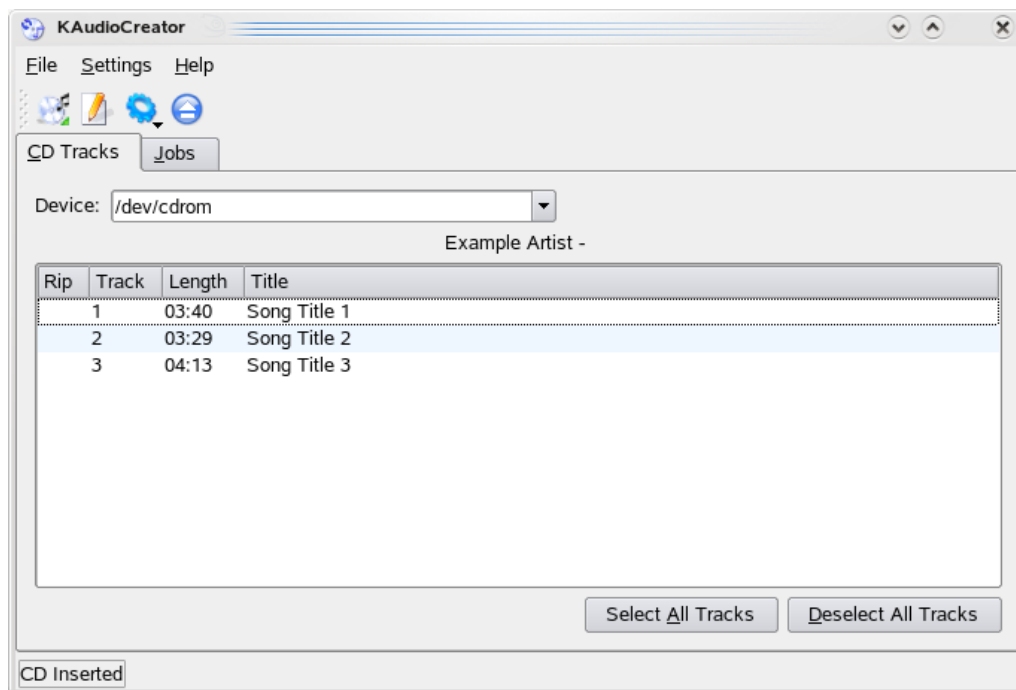 KAudioCreator
File Settings Help
CD Tracks Jobs
Device: /dev/cdrom
Example Artist -
Rip Track Length Title
1 03:40 Song Title 1
2 03:29 Song Title 2
3 04:13 Song Title 3
Select All Tracks Deselect All Tracks
CD Inserted